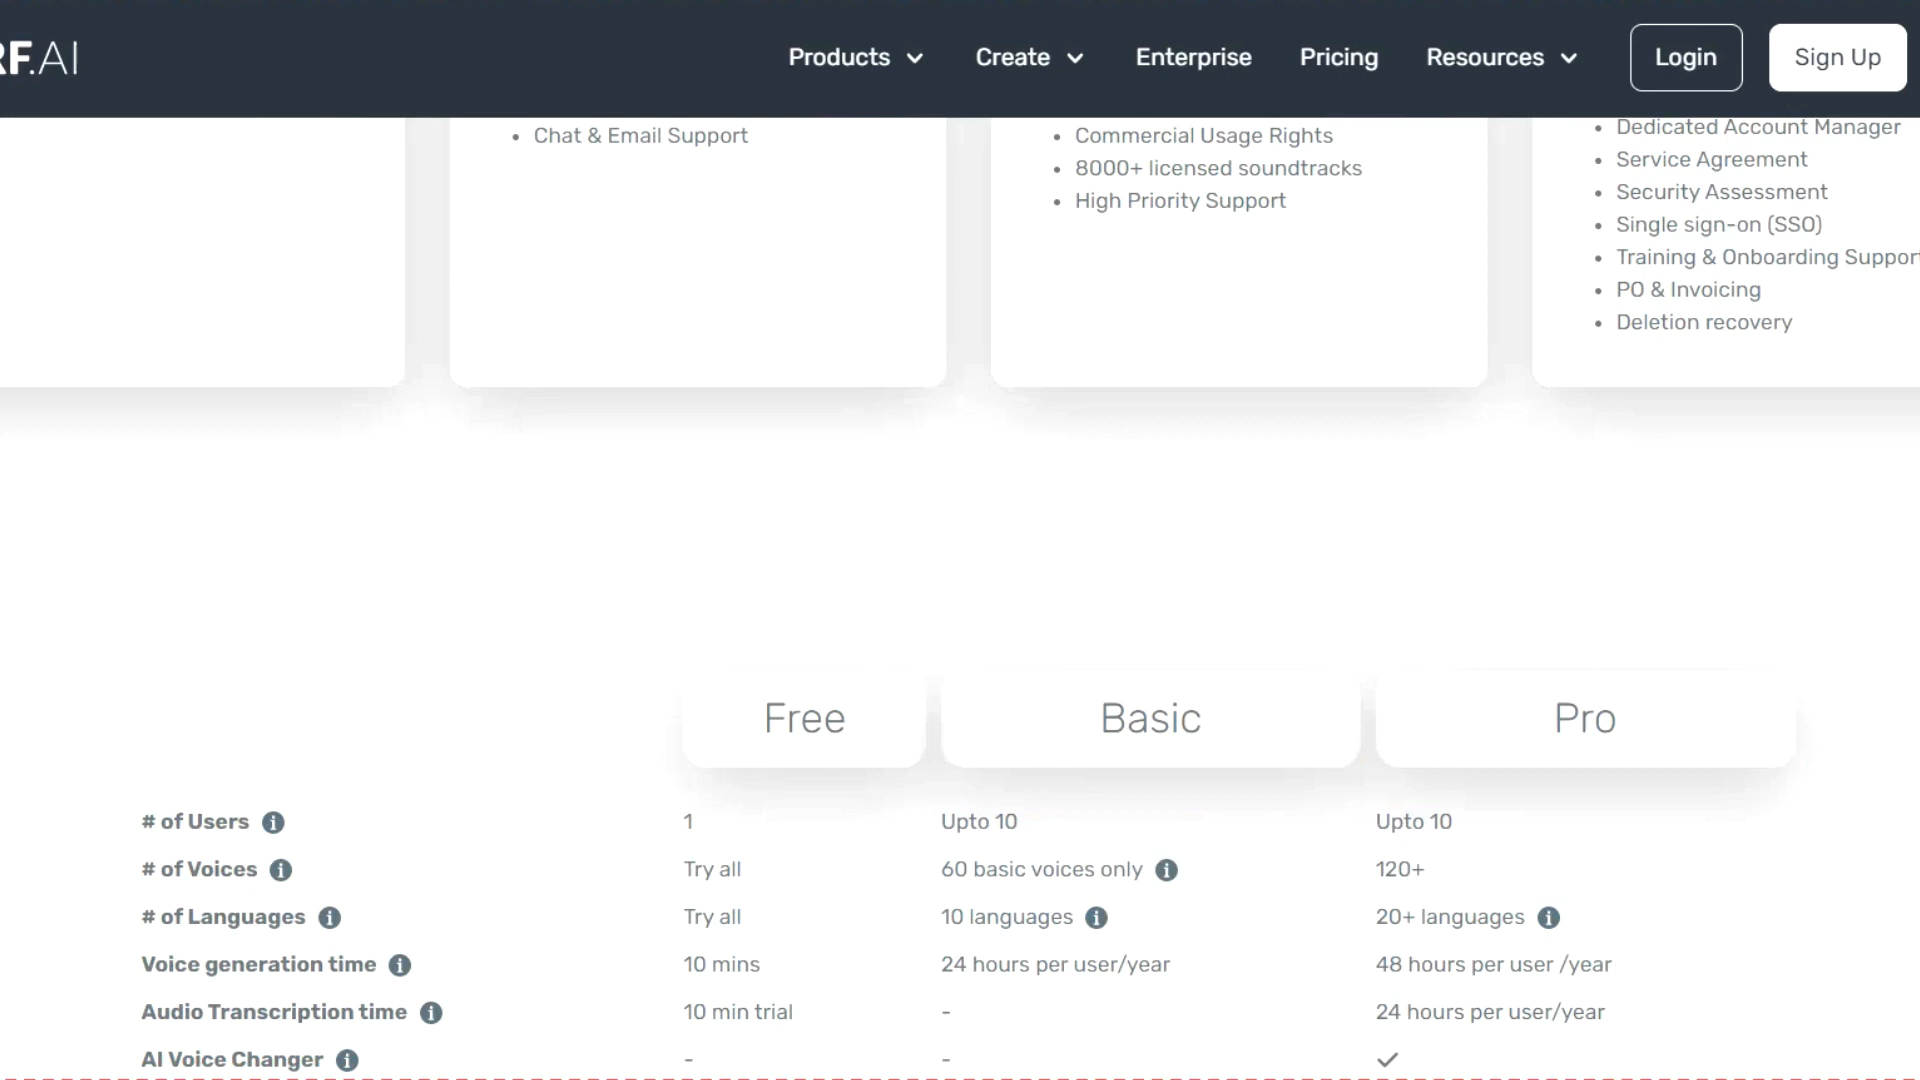 RF.AI
Products
Create
Enterprise
Pricing
Resources
Login
Sign Up
• Chat & Email Support
• Commercial Usage Rights
• 8000+ licensed soundtracks
• High Priority Support
• Dedicated Account Manager
• Service Agreement
• Security Assessment
• Single sign-on (SSO)
• Training & Onboarding Support
• PO & Invoicing
• Deletion recovery
Free Basic Pro
# of Users 1 Upto 10 Upto 10
# of Voices Try all 60 basic voices only 120+
# of Languages Try all 10 languages 20+ languages
Voice generation time 10 mins 24 hours per user/year 48 hours per user /year
Audio Transcription time 10 min trial - 24 hours per user/year
AI Voice Changer - - ✓